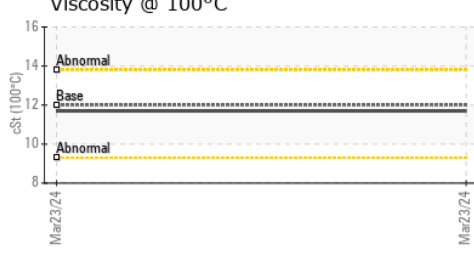 Viscosity @ 100°C
16
14
12
10
8
cSt (100°C)
Abnormal
Base
Abnormal
Mar23/24
Mar23/24